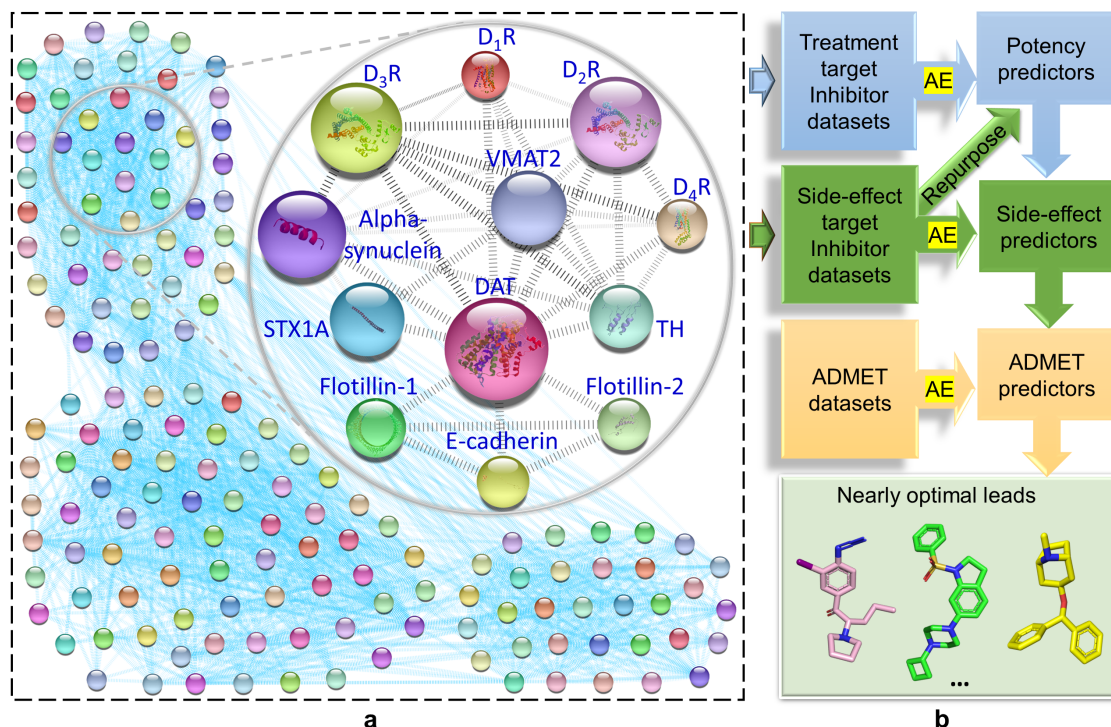 D1R
D3R
D2R
VMAT2
D4R
Alpha-
synuclein
DAT
STX1A
TH
Flotillin-1
Flotillin-2
E-cadherin
a
Treatment
target
Inhibitor
datasets
AE
Potency
predictors
Repurpose
Side-effect
target
Inhibitor
datasets
AE
Side-effect
predictors
ADMET
datasets
AE
ADMET
predictors
Nearly optimal leads
...
b